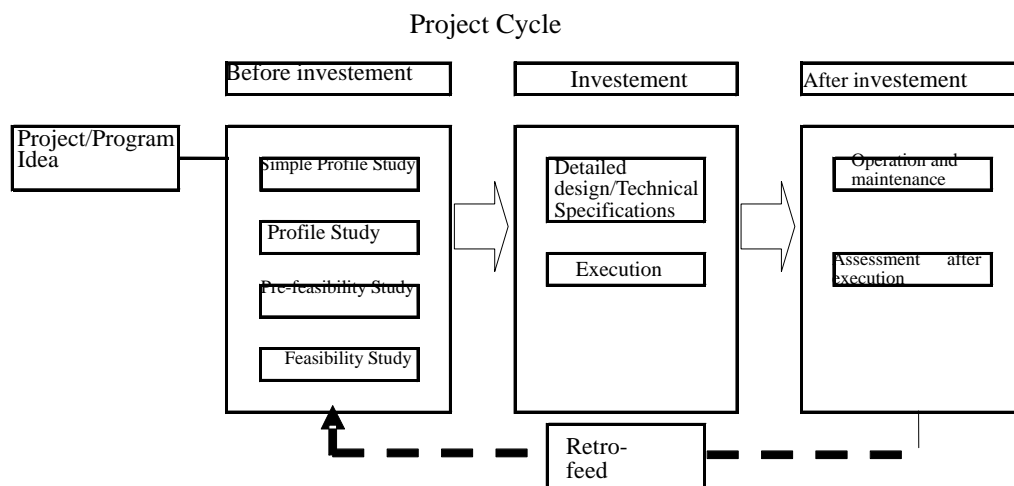 Project Cycle
Before investement
Investement
After investement
Project/Program
Idea
Simple Profile Study
Profile Study
Pre-feasibility Study
Feasibility Study
Detailed
design/Technical
Specifications
Execution
Operation and
maintenance
Assessment after
execution
Retro-
feed